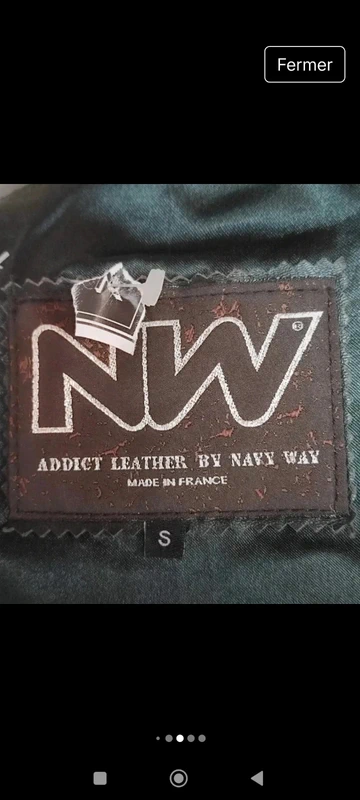 Fermer
NW
ADDICT LEATHER BY NAVY WAY
MADE IN FRANCE
S